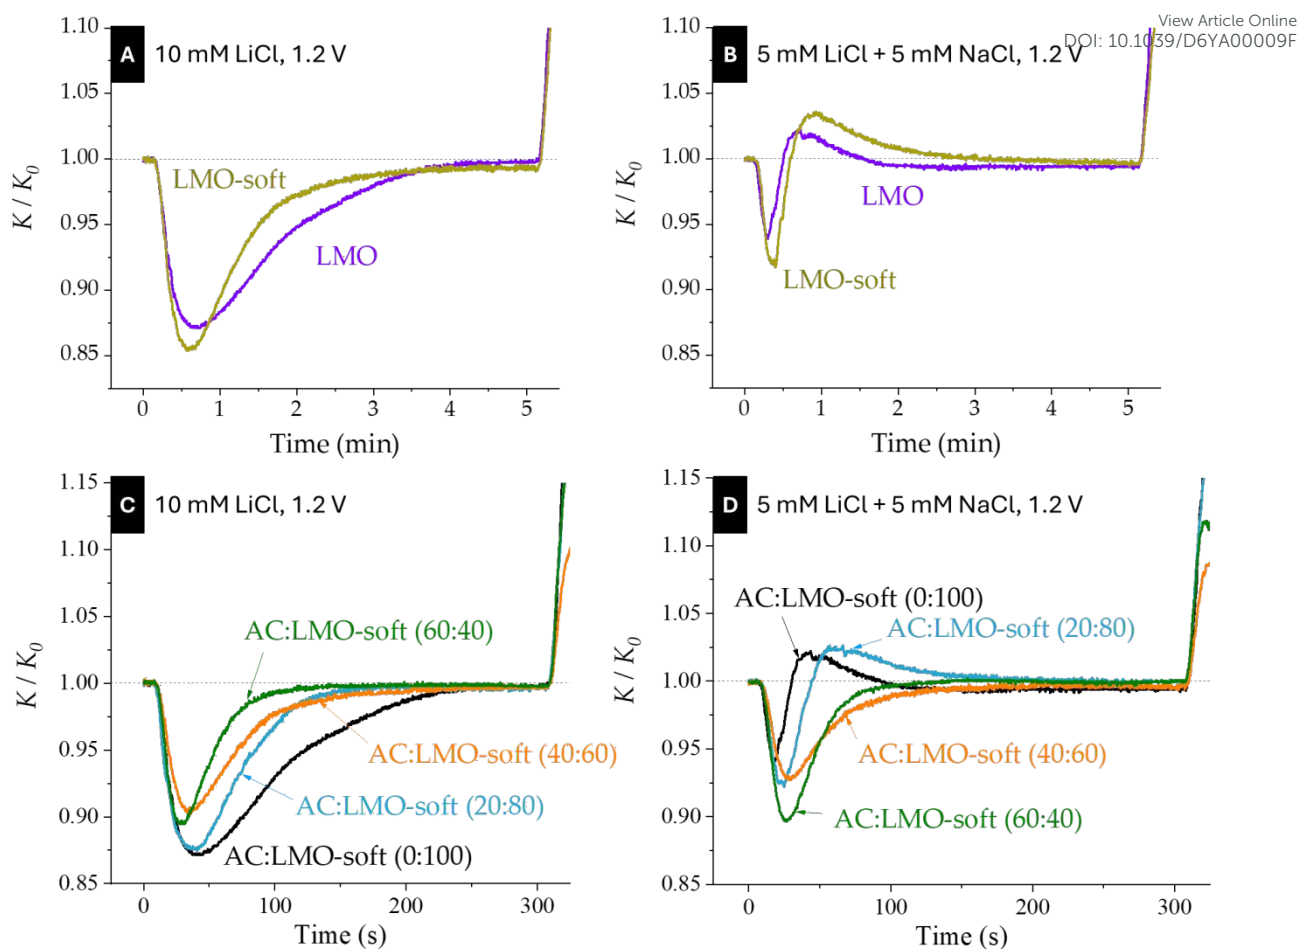 View Article Online
DOI: 10.1039/D6YA00009F
A 10 mM LiCl, 1.2 V
1.10
1.05
1.00
0.95
0.90
0.85
K / K0
LMO-soft
LMO
0 1 2 3 4 5
Time (min)
B 5 mM LiCl + 5 mM NaCl, 1.2 V
1.10
1.05
1.00
0.95
0.90
0.85
K / K0
LMO
LMO-soft
0 1 2 3 4 5
Time (min)
C 10 mM LiCl, 1.2 V
1.15
1.10
1.05
1.00
0.95
0.90
0.85
K / K0
AC:LMO-soft (60:40)
AC:LMO-soft (40:60)
AC:LMO-soft (20:80)
AC:LMO-soft (0:100)
0 100 200 300
Time (s)
D 5 mM LiCl + 5 mM NaCl, 1.2 V
1.15
1.10
1.05
1.00
0.95
0.90
0.85
K / K0
AC:LMO-soft (0:100)
AC:LMO-soft (20:80)
AC:LMO-soft (40:60)
AC:LMO-soft (60:40)
0 100 200 300
Time (s)